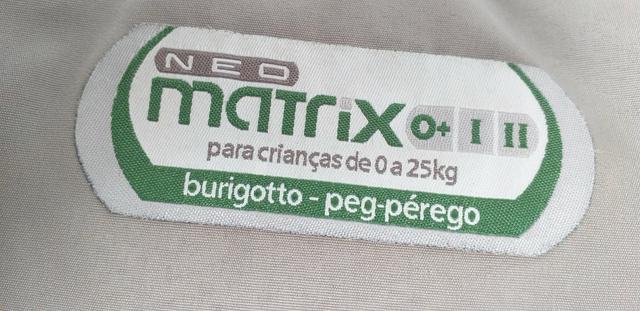 NEO
matrix 0+ I II
para crianças de 0 a 25kg
burigotto - peg-pérego